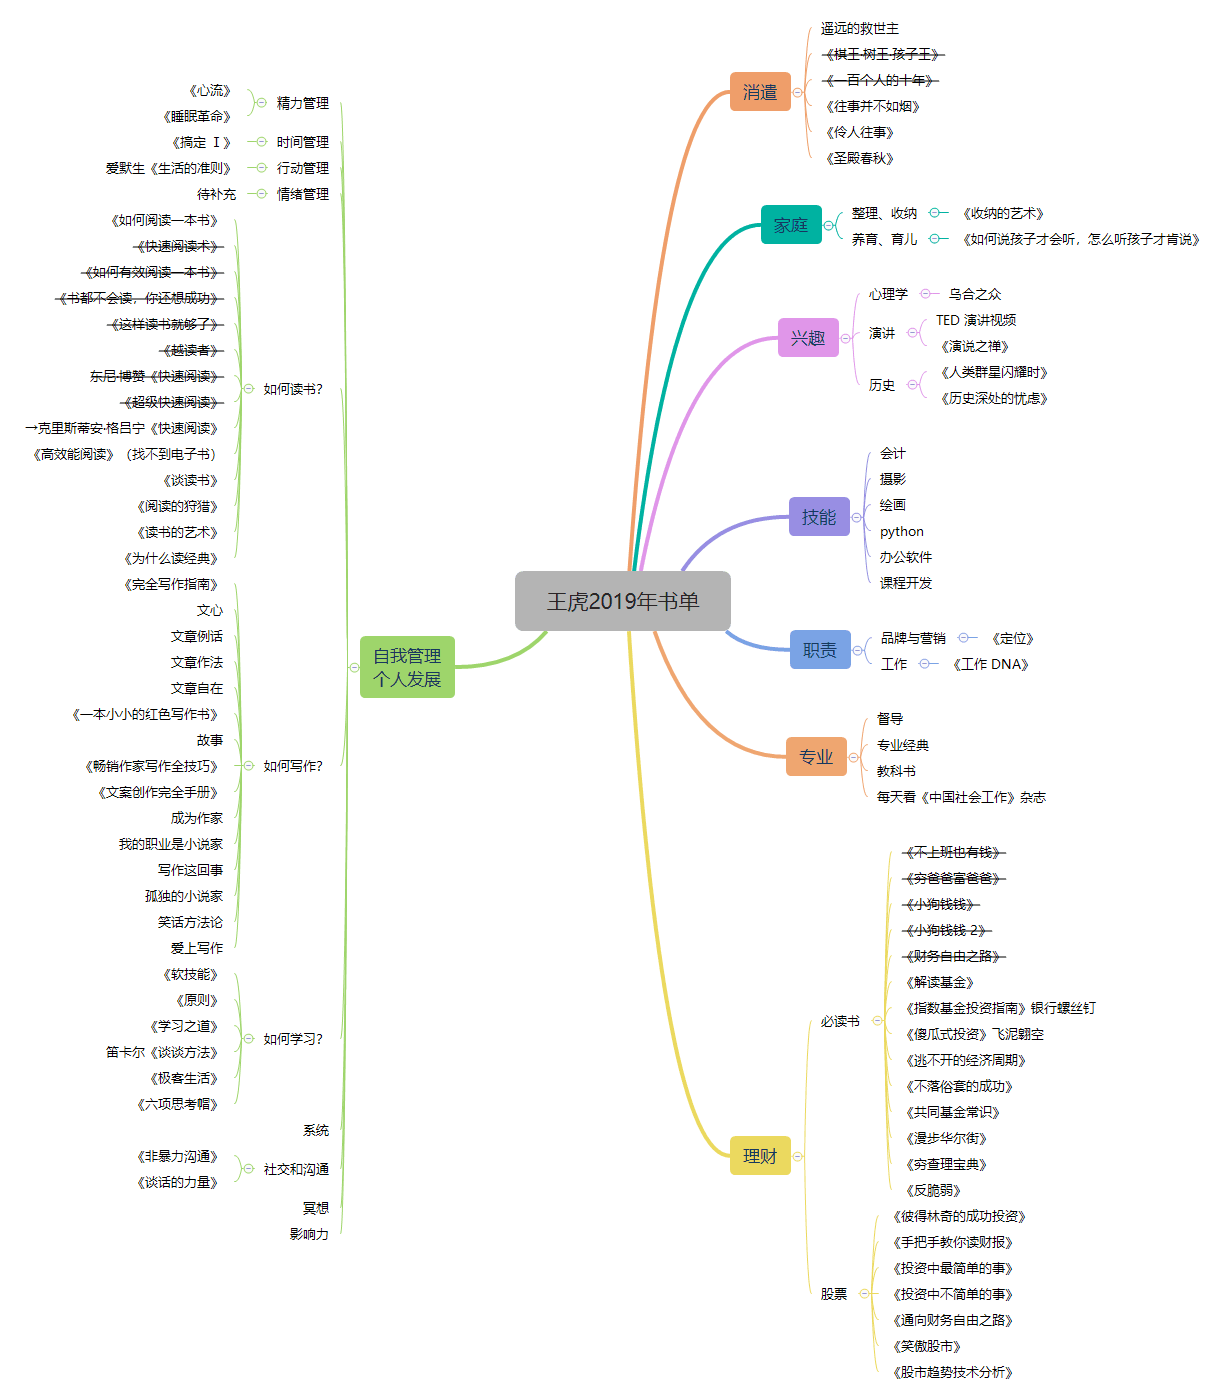 王虎2019年书单
消遣
遥远的救世主
《棋王·树王·孩子王》
《一百个人的十年》
《往事并不如烟》
《伶人往事》
《圣殿春秋》
家庭
整理、收纳
《收纳的艺术》
养育、育儿
《如何说孩子才会听，怎么听孩子才肯说》
兴趣
心理学
乌合之众
演讲
TED 演讲视频
《演说之禅》
历史
《人类群星闪耀时》
《历史深处的忧虑》
技能
会计
摄影
绘画
python
办公软件
课程开发
职责
品牌与营销
《定位》
工作
《工作 DNA》
专业
督导
专业经典
教科书
每天看《中国社会工作》杂志
理财
必读书
《不上班也有钱》
《穷爸爸富爸爸》
《小狗钱钱》
《小狗钱钱 2》
《财务自由之路》
《解读基金》
《指数基金投资指南》银行螺丝钉
《傻瓜式投资》飞泥翱空
《逃不开的经济周期》
《不落俗套的成功》
《共同基金常识》
《漫步华尔街》
《穷查理宝典》
《反脆弱》
股票
《彼得林奇的成功投资》
《手把手教你读财报》
《投资中最简单的事》
《投资中不简单的事》
《通向财务自由之路》
《笑傲股市》
《股市趋势技术分析》
自我管理
个人发展
精力管理
《心流》
《睡眠革命》
时间管理
《搞定 Ⅰ》
行动管理
爱默生《生活的准则》
情绪管理
待补充
如何读书？
《如何阅读一本书》
《快速阅读术》
《如何有效阅读一本书》
《书都不会读，你还想成功》
《这样读书就够了》
《越读者》
东尼·博赞《快速阅读》
《超级快速阅读》
→克里斯蒂安·格吕宁《快速阅读》
《高效能阅读》（找不到电子书）
《谈读书》
《阅读的狩猎》
《读书的艺术》
《为什么读经典》
如何写作？
《完全写作指南》
文心
文章例话
文章作法
文章自在
《一本小小的红色写作书》
故事
《畅销作家写作全技巧》
《文案创作完全手册》
成为作家
我的职业是小说家
写作这回事
孤独的小说家
笑话方法论
爱上写作
如何学习？
《软技能》
《原则》
《学习之道》
笛卡尔《谈谈方法》
《极客生活》
《六项思考帽》
系统
社交和沟通
《非暴力沟通》
《谈话的力量》
冥想
影响力